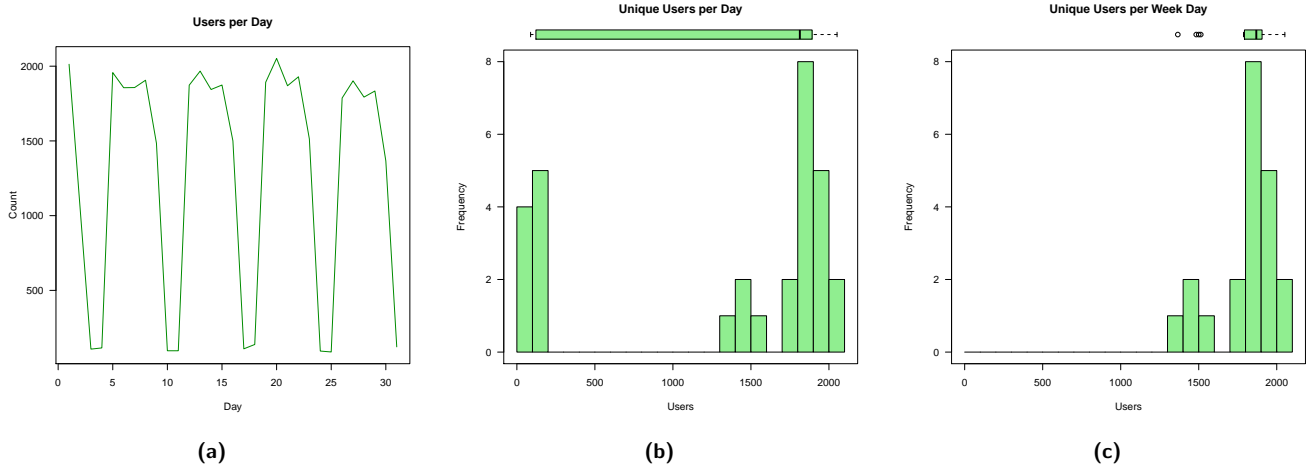 Users per Day
2000
1500
1000
500
Count
0 5 10 15 20 25 30
Day
(a)
Unique Users per Day
8
6
4
2
0
Frequency
0 500 1000 1500 2000
Users
(b)
Unique Users per Week Day
8
6
4
2
0
Frequency
0 500 1000 1500 2000
Users
(c)